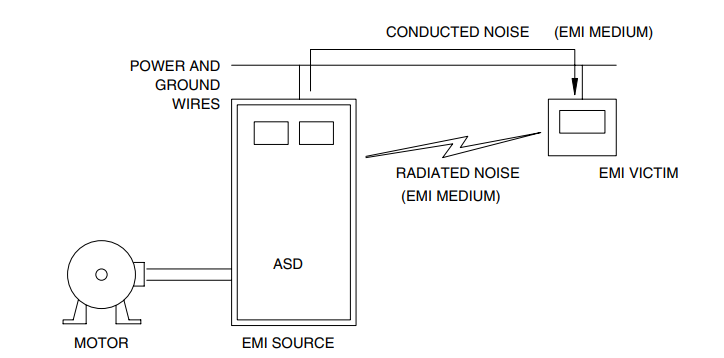 CONDUCTED NOISE (EMI MEDIUM)
POWER AND
GROUND
WIRES
RADIATED NOISE
(EMI MEDIUM)
EMI VICTIM
ASD
MOTOR
EMI SOURCE